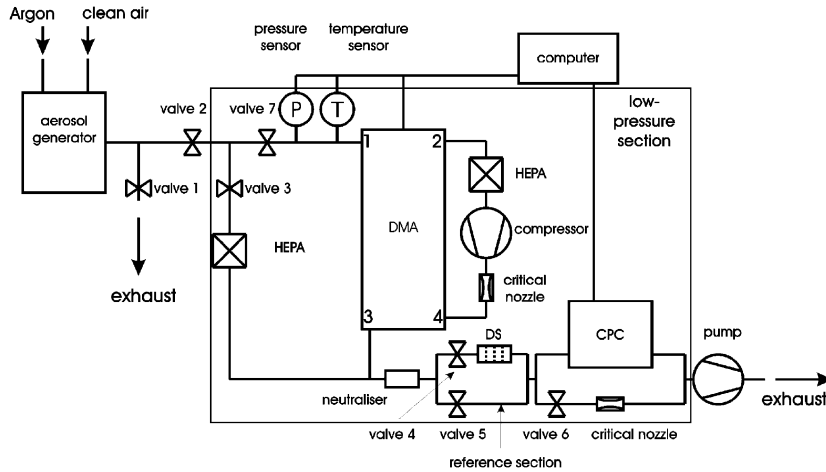 Argon
clean air
pressure
sensor
temperature
sensor
computer
aerosol
generator
valve 2
valve 7
P
T
low-
pressure
section
1
2
valve 1
valve 3
HEPA
HEPA
DMA
compressor
exhaust
critical
nozzle
3
4
DS
CPC
pump
neutraliser
exhaust
valve 4
valve 5
valve 6
critical nozzle
reference section